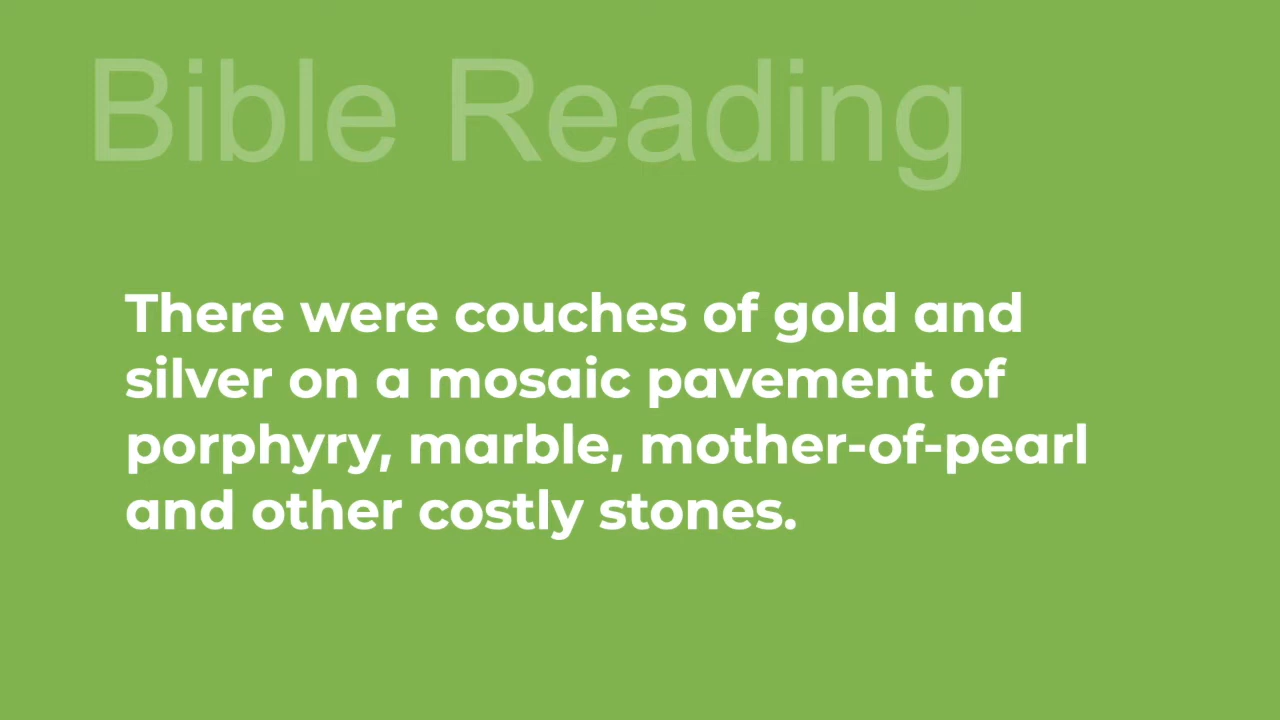 Bible Reading
There were couches of gold and
silver on a mosaic pavement of
porphyry, marble, mother-of-pearl
and other costly stones.